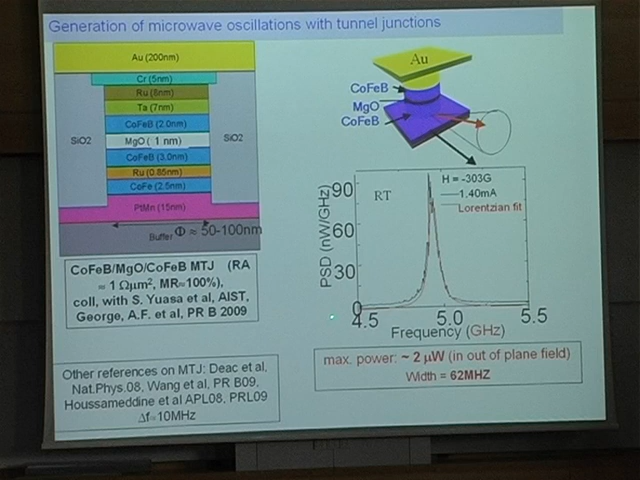 Generation of microwave oscillations with tunnel junctions
Au (200nm)
Cr (5nm)
Ru (8nm)
Ta (7nm)
CoFeB (2.0nm)
SiO2
MgO ( 1 nm)
SiO2
CoFeB (3.0nm)
Ru (0.85nm)
CoFe (2.5nm)
PtMn (15nm)
Buffer Φ ≈ 50-100nm
CoFeB/MgO/CoFeB MTJ (RA
≈ 1 Ωμm², MR≈100%),
coll, with S. Yuasa et al, AIST,
George, A.F. et al, PR B 2009
Other references on MTJ: Deac et al,
Nat.Phys.08, Wang et al, PR B09,
Houssameddine et al APL08, PRL09
Δf≈10MHz
Au
CoFeB
MgO
CoFeB
PSD (nW/GHz)
90
60
30
0
RT
H = -303G
1,40mA
Lorentzian fit
4.5
5.0
5.5
Frequency (GHz)
max. power: ~ 2 μW (in out of plane field)
Width = 62MHZ